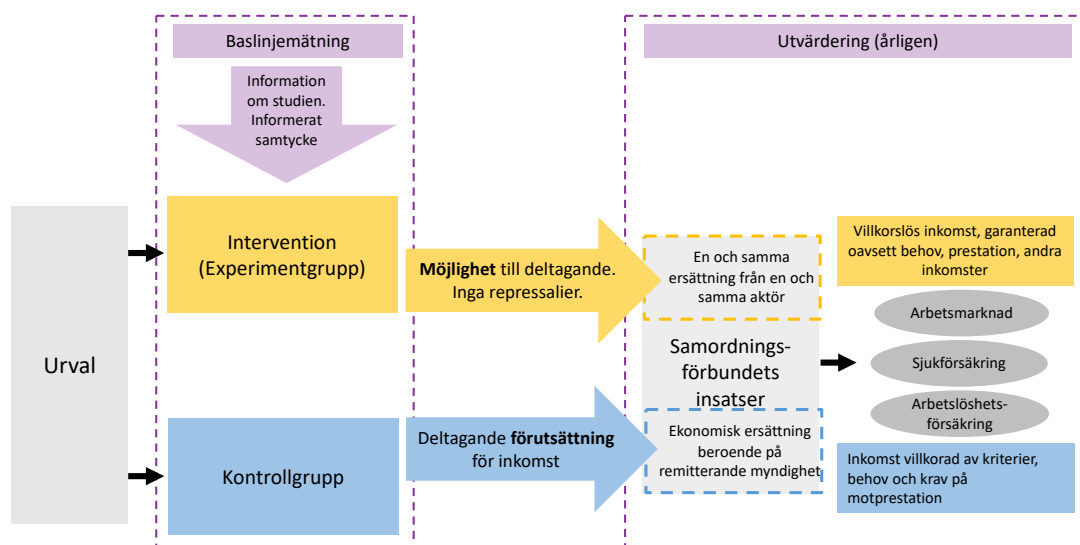 Baslinjemätning
Utvärdering (årligen)
Information
om studien.
Informerat
samtycke
Urval
Intervention
(Experimentgrupp)
Möjlighet till deltagande.
Inga repressalier.
En och samma
ersättning från en och
samma aktör
Villkorslös inkomst, garanterad
oavsett behov, prestation, andra
inkomster
Arbetsmarknad
Samordnings-
förbundets
insatser
Sjukförsäkring
Arbetslöshets-
försäkring
Kontrollgrupp
Deltagande förutsättning
för inkomst
Ekonomisk ersättning
beroende på
remitterande myndighet
Inkomst villkorad av kriterier,
behov och krav på
motprestation